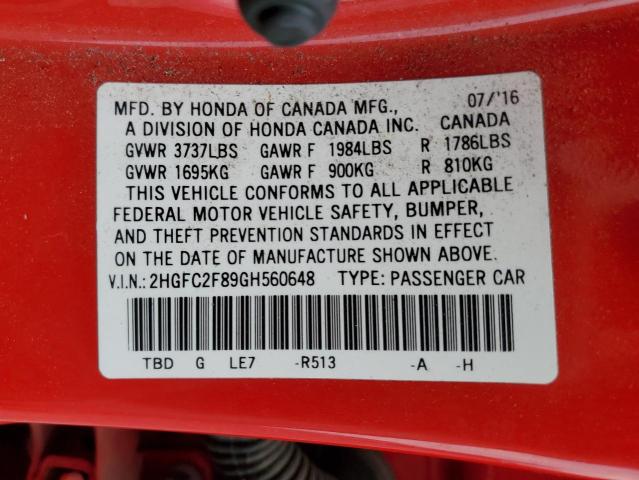 MFD. BY HONDA OF CANADA MFG., 07/'16
A DIVISION OF HONDA CANADA INC. CANADA
GVWR 3737LBS GAWR F 1984LBS R 1786LBS
GVWR 1695KG GAWR F 900KG R 810KG
THIS VEHICLE CONFORMS TO ALL APPLICABLE
FEDERAL MOTOR VEHICLE SAFETY, BUMPER,
AND THEFT PREVENTION STANDARDS IN EFFECT
ON THE DATE OF MANUFACTURE SHOWN ABOVE.
V.I.N.: 2HGFC2F89GH560648 TYPE: PASSENGER CAR
TBD G LE7 -R513 -A -H